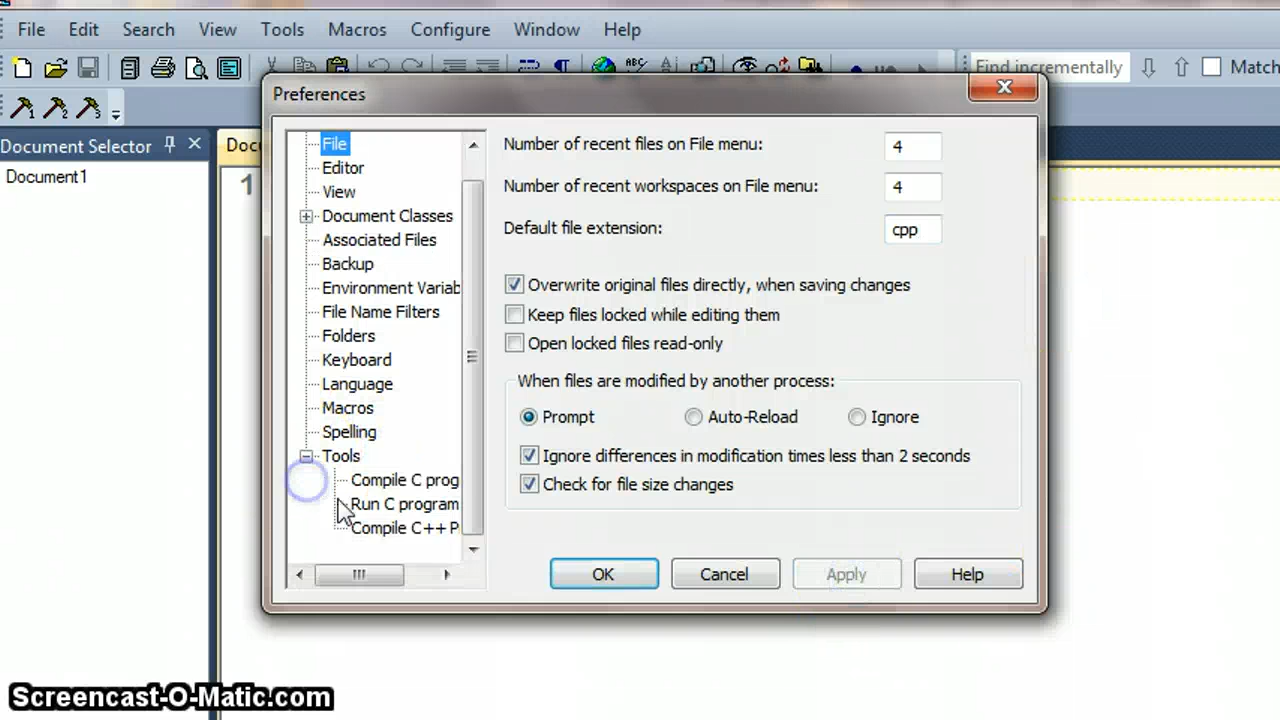 File Edit Search View Tools Macros Configure Window Help
Find incrementally Match
Preferences
Document Selector
Document1
1
File
Editor
View
Document Classes
Associated Files
Backup
Environment Variab
File Name Filters
Folders
Keyboard
Language
Macros
Spelling
Tools
Compile C prog
Run C program
Compile C++ P
Number of recent files on File menu: 4
Number of recent workspaces on File menu: 4
Default file extension: cpp
Overwrite original files directly, when saving changes
Keep files locked while editing them
Open locked files read-only
When files are modified by another process:
Prompt Auto-Reload Ignore
Ignore differences in modification times less than 2 seconds
Check for file size changes
OK Cancel Apply Help
Screencast-O-Matic.com